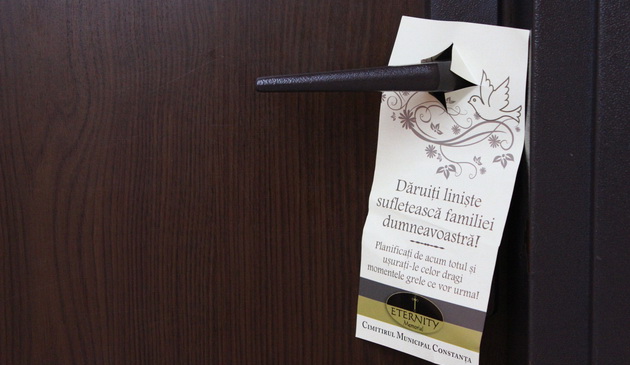 Dăruiți liniște
sufletească familiei
dumneavoastră!
Planificați de acum totul și
ușurați-le celor dragi
momentele grele ce vor urma!
ETERNITY
Memorial
CIMITIRUL MUNICIPAL CONSTANȚA